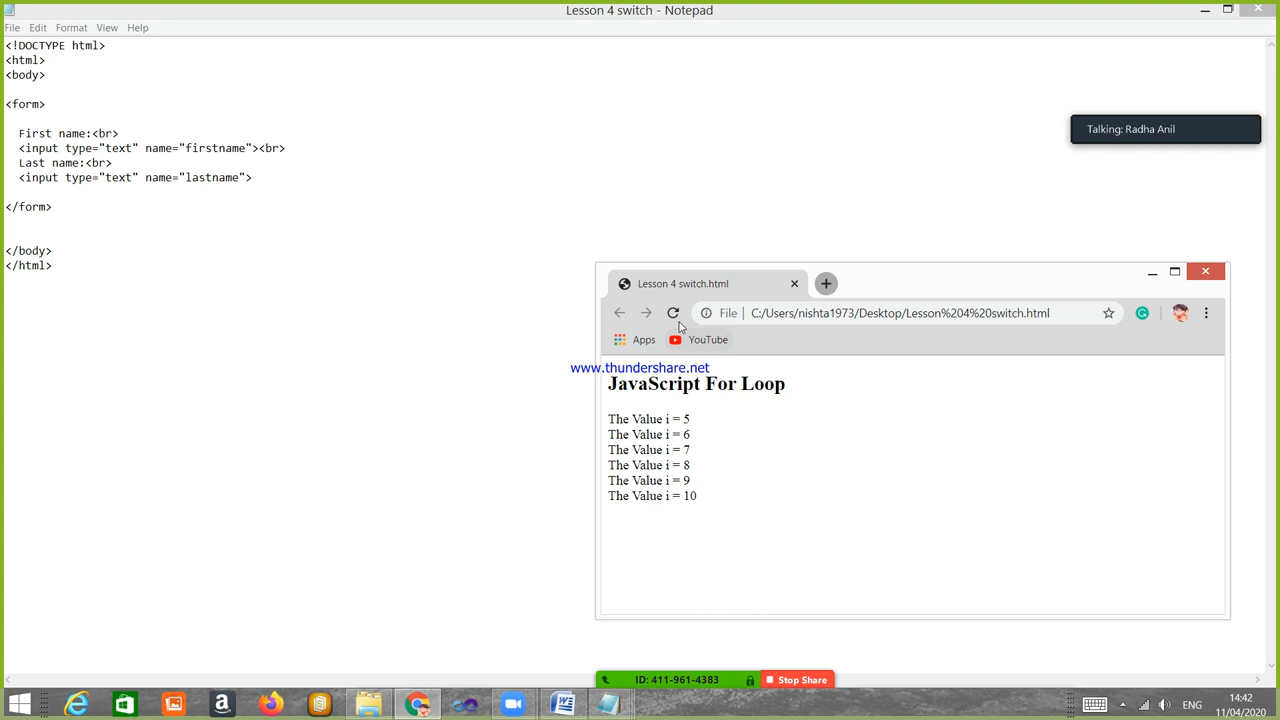 Lesson 4 switch - Notepad
File Edit Format View Help
<!DOCTYPE html>
<html>
<body>
<form>
First name:<br>
<input type="text" name="firstname"><br>
Last name:<br>
<input type="text" name="lastname">
</form>
</body>
</html>
Talking: Radha Anil
Lesson 4 switch.html
File | C:/Users/nishta1973/Desktop/Lesson%204%20switch.html
Apps YouTube
www.thundershare.net
JavaScript For Loop
The Value i = 5
The Value i = 6
The Value i = 7
The Value i = 8
The Value i = 9
The Value i = 10
ID: 411-961-4383 Stop Share
ENG
14:42
11/04/2020